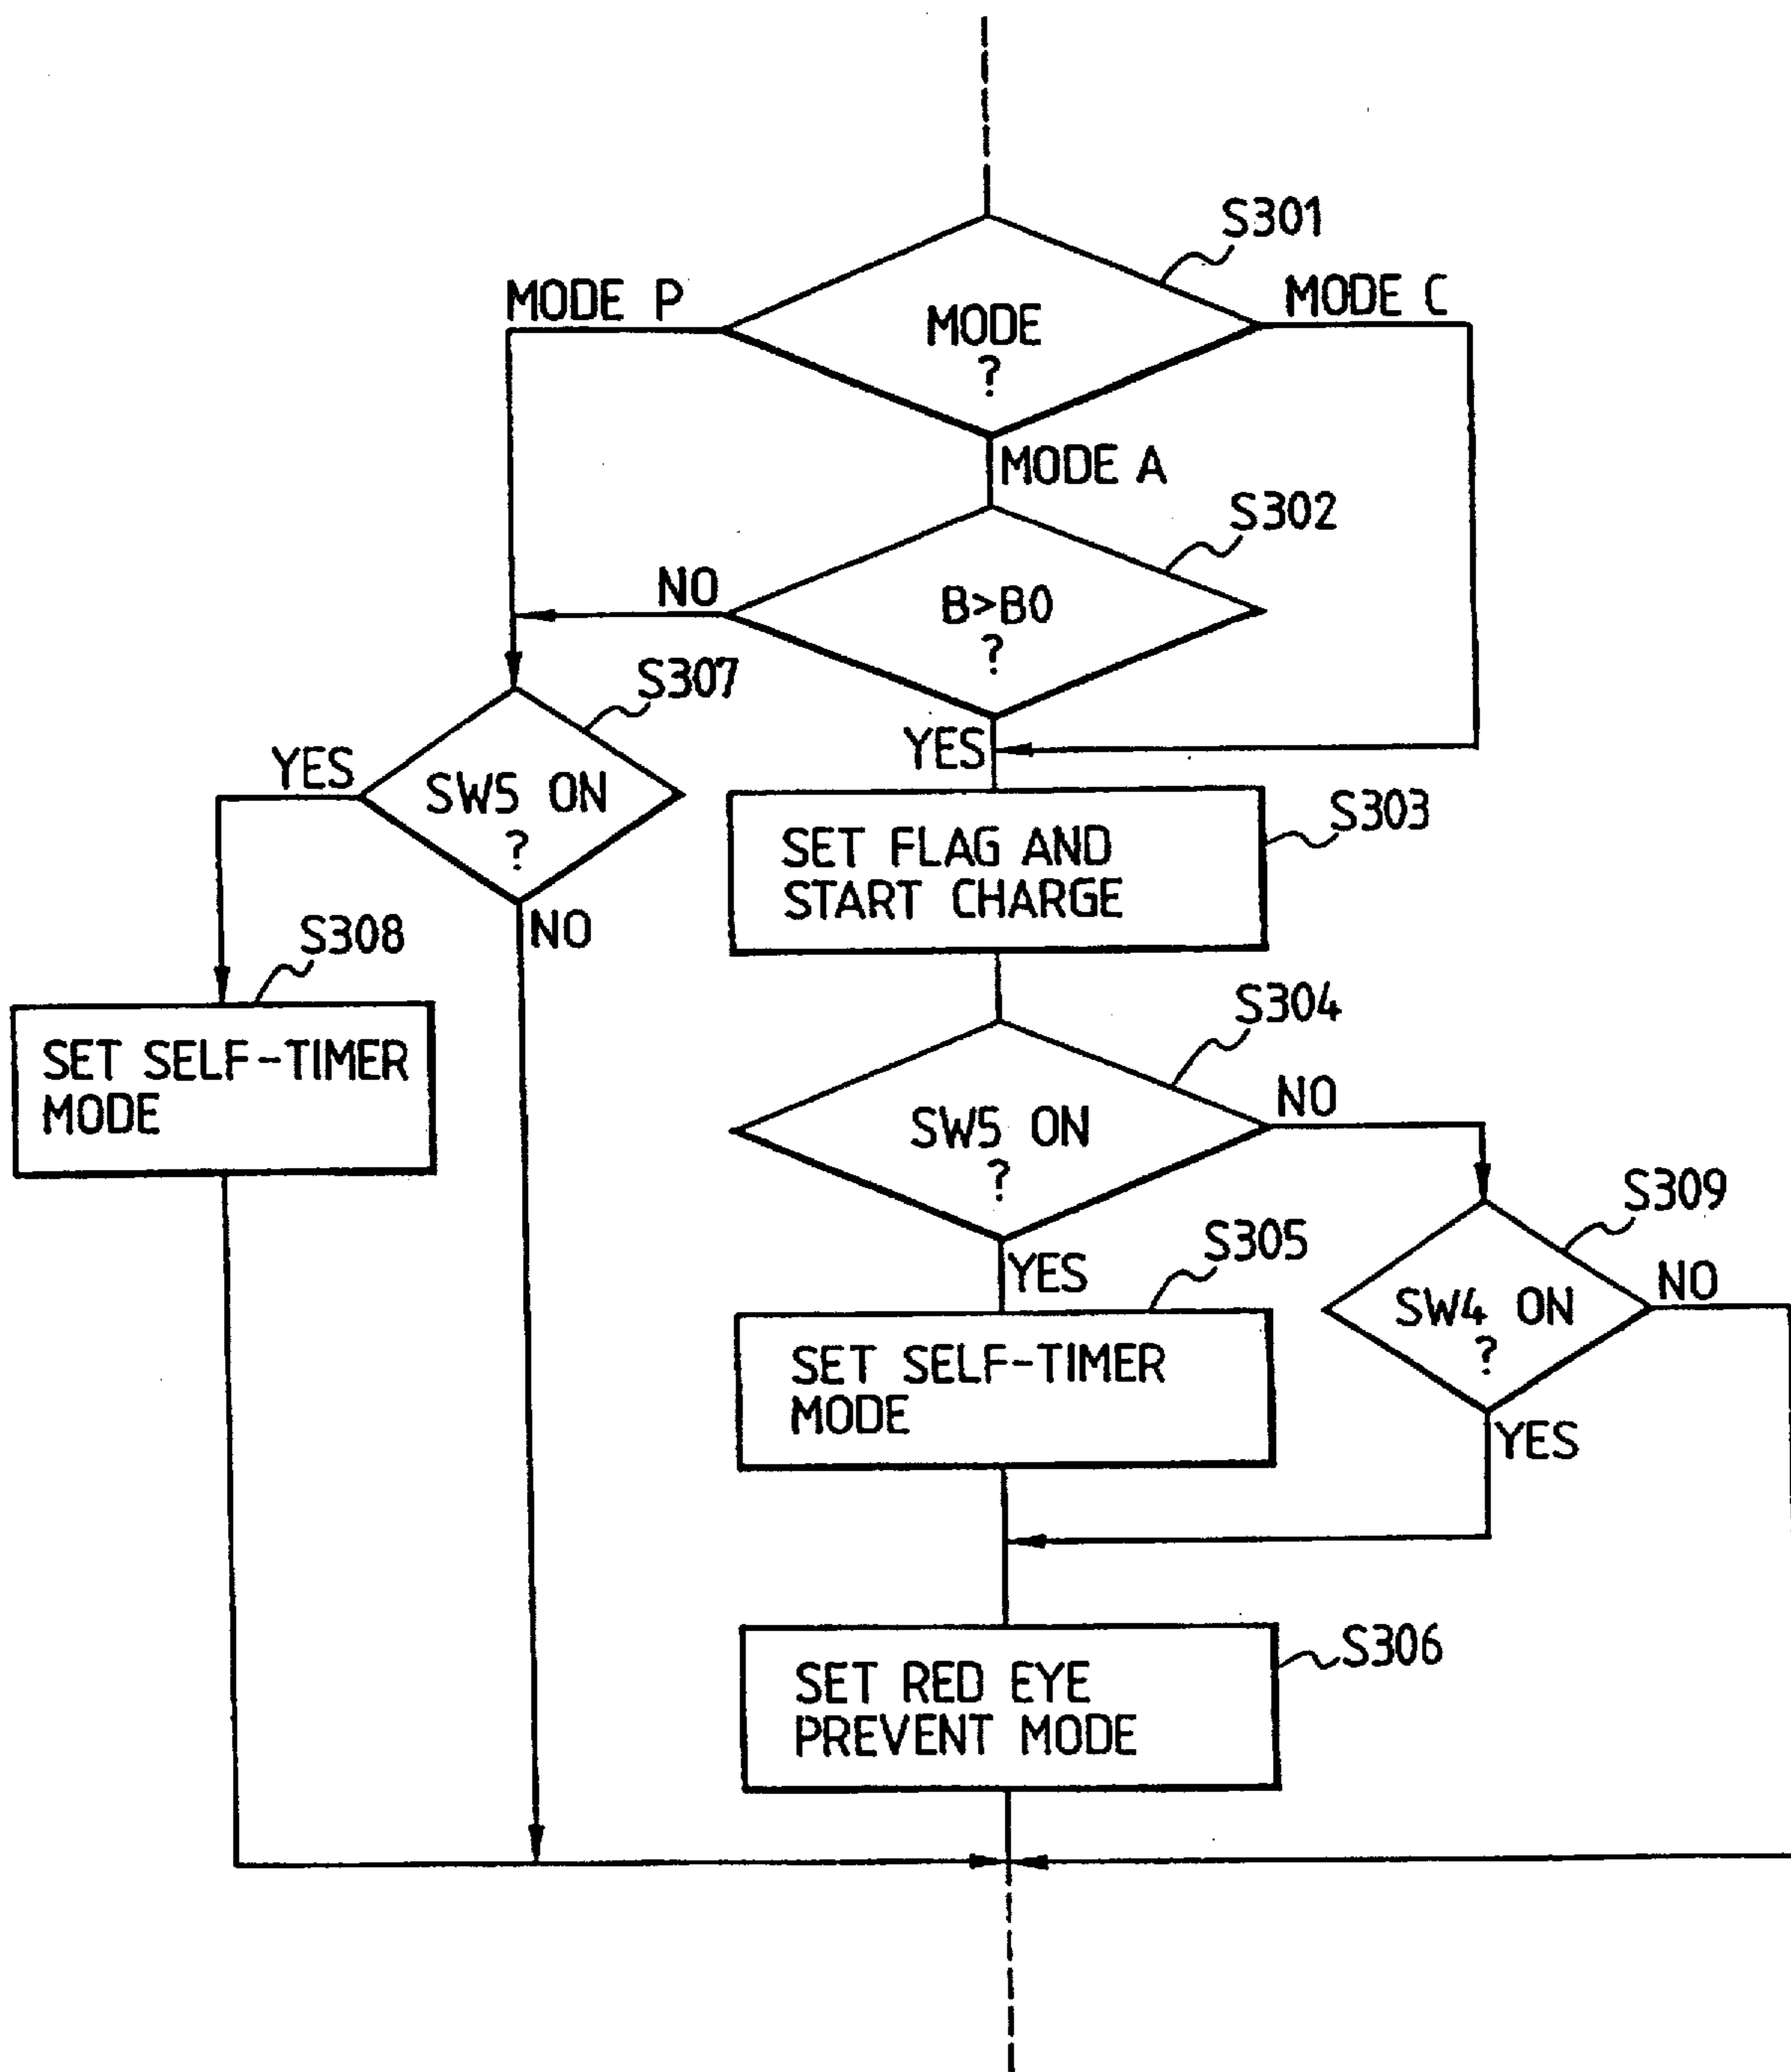 S301
MODE P
MODE C
MODE
?
MODE A
S302
NO
B>B0
?
S307
YES
YES
SW5 ON
?
S303
SET FLAG AND
START CHARGE
NO
S308
S304
SET SELF-TIMER
MODE
NO
SW5 ON
?
S309
S305
YES
NO
SW4 ON
?
SET SELF-TIMER
MODE
YES
S306
SET RED EYE
PREVENT MODE